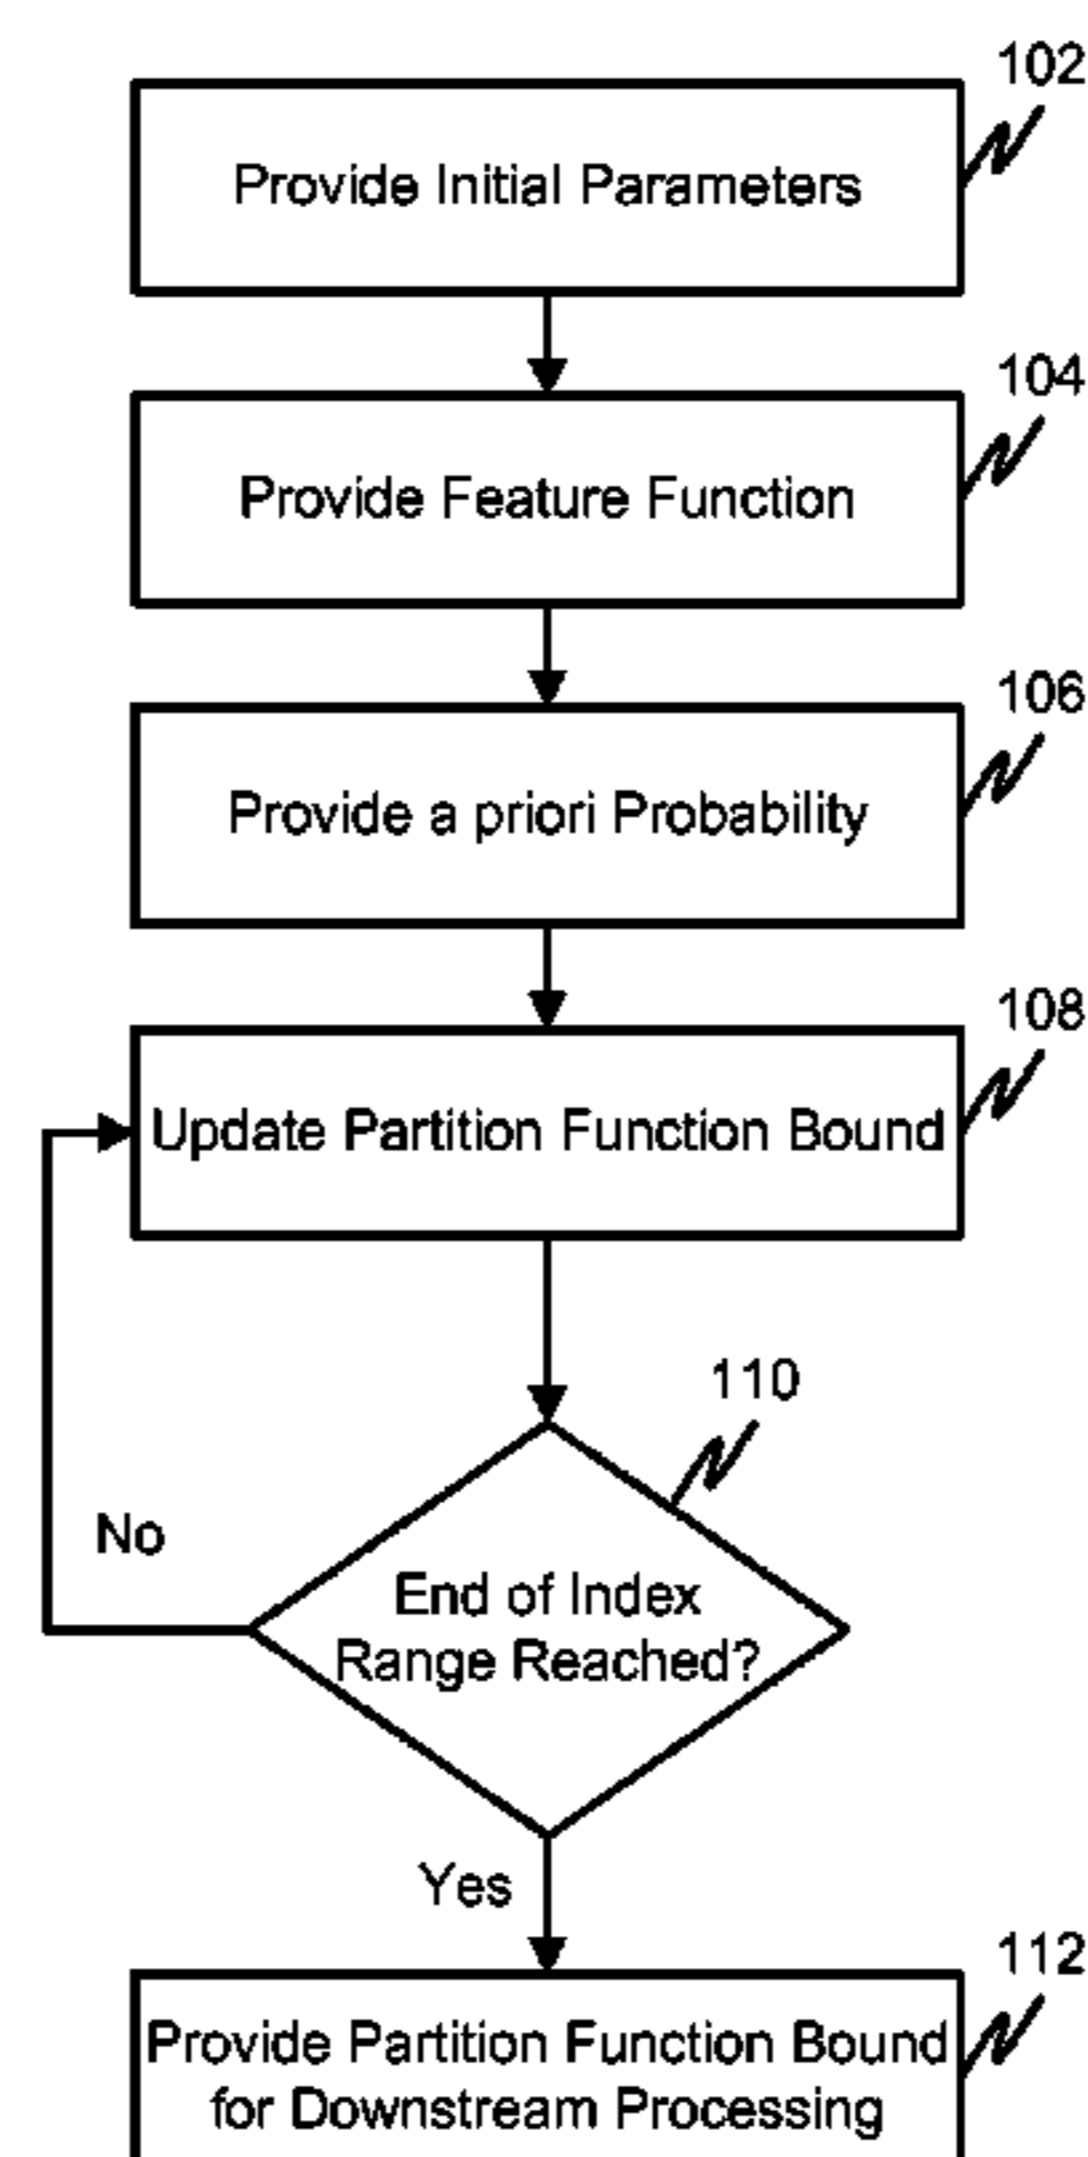 102
Provide Initial Parameters
104
Provide Feature Function
106
Provide a priori Probability
108
Update Partition Function Bound
110
No
End of Index
Range Reached?
Yes
112
Provide Partition Function Bound
for Downstream Processing